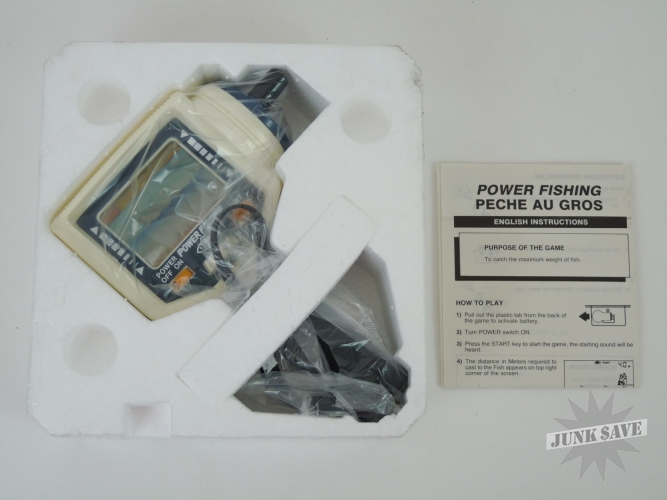 POWER
POWER
OFF ON
POWER FISHING
PECHE AU GROS
ENGLISH INSTRUCTIONS
PURPOSE OF THE GAME
To catch the maximum weight of fish.
HOW TO PLAY
1) Pull out the plastic tab from the back of
the game to activate battery.
2) Turn POWER switch ON.
3) Press the START key to start the game, the starting sound will be
heard.
4) The distance in Meters required to
cast to the Fish appears on top right
corner of the screen.
JUNK SAVE